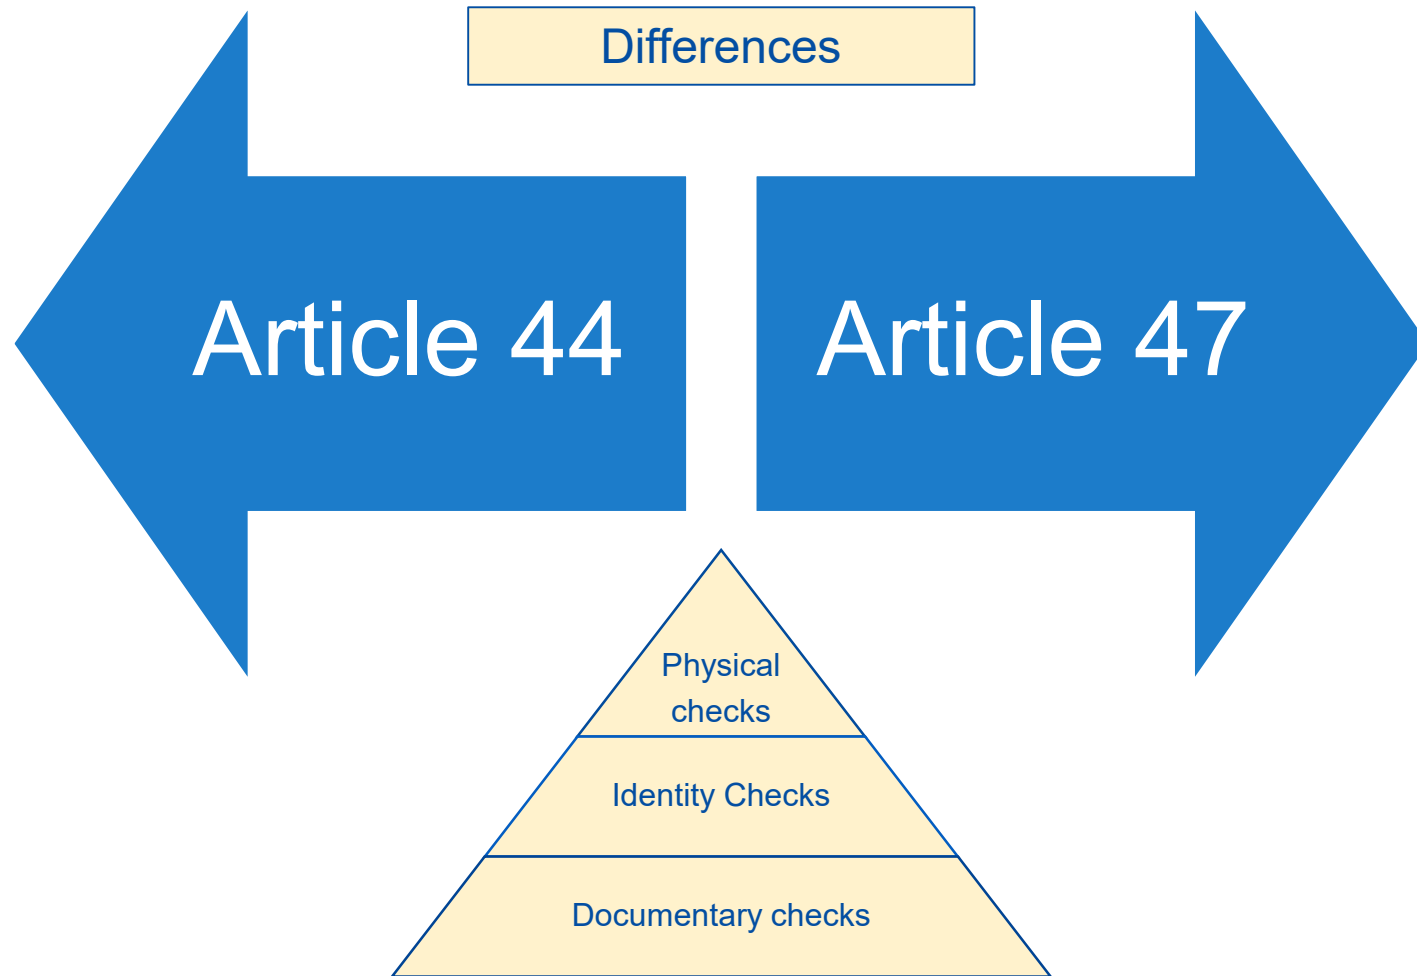 Differences
Article 44
Article 47
Physical
checks
Identity Checks
Documentary checks